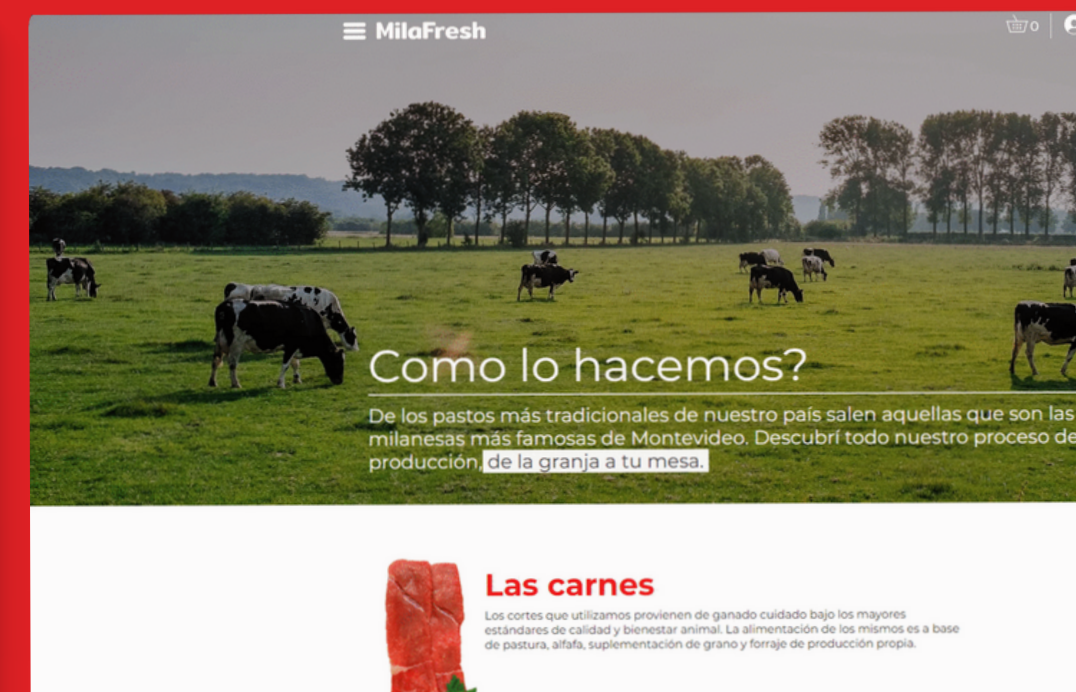 MilaFresh
0
Como lo hacemos?
De los pastos más tradicionales de nuestro país salen aquellas que son las
milanesas más famosas de Montevideo. Descubrí todo nuestro proceso de
producción, de la granja a tu mesa.
Las carnes
Los cortes que utilizamos provienen de ganado cuidado bajo los mayores
estándares de calidad y bienestar animal. La alimentación de los mismos es a base
de pastura, alfafa, suplementación de grano y forraje de producción propia.